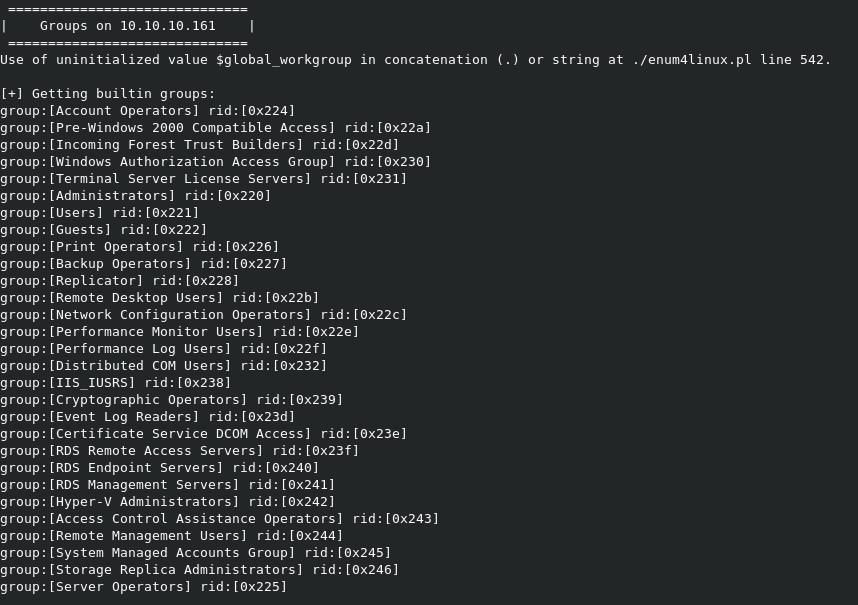 ==============================
|    Groups on 10.10.10.161    |
==============================
Use of uninitialized value $global_workgroup in concatenation (.) or string at ./enum4linux.pl line 542.
[+] Getting builtin groups:
group:[Account Operators] rid:[0x224]
group:[Pre-Windows 2000 Compatible Access] rid:[0x22a]
group:[Incoming Forest Trust Builders] rid:[0x22d]
group:[Windows Authorization Access Group] rid:[0x230]
group:[Terminal Server License Servers] rid:[0x231]
group:[Administrators] rid:[0x220]
group:[Users] rid:[0x221]
group:[Guests] rid:[0x222]
group:[Print Operators] rid:[0x226]
group:[Backup Operators] rid:[0x227]
group:[Replicator] rid:[0x228]
group:[Remote Desktop Users] rid:[0x22b]
group:[Network Configuration Operators] rid:[0x22c]
group:[Performance Monitor Users] rid:[0x22e]
group:[Performance Log Users] rid:[0x22f]
group:[Distributed COM Users] rid:[0x232]
group:[IIS_IUSRS] rid:[0x238]
group:[Cryptographic Operators] rid:[0x239]
group:[Event Log Readers] rid:[0x23d]
group:[Certificate Service DCOM Access] rid:[0x23e]
group:[RDS Remote Access Servers] rid:[0x23f]
group:[RDS Endpoint Servers] rid:[0x240]
group:[RDS Management Servers] rid:[0x241]
group:[Hyper-V Administrators] rid:[0x242]
group:[Access Control Assistance Operators] rid:[0x243]
group:[Remote Management Users] rid:[0x244]
group:[System Managed Accounts Group] rid:[0x245]
group:[Storage Replica Administrators] rid:[0x246]
group:[Server Operators] rid:[0x225]